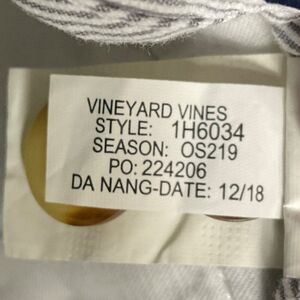 VINEYARD VINES
STYLE: 1H6034
SEASON: OS219
PO: 224206
DA NANG-DATE: 12/18